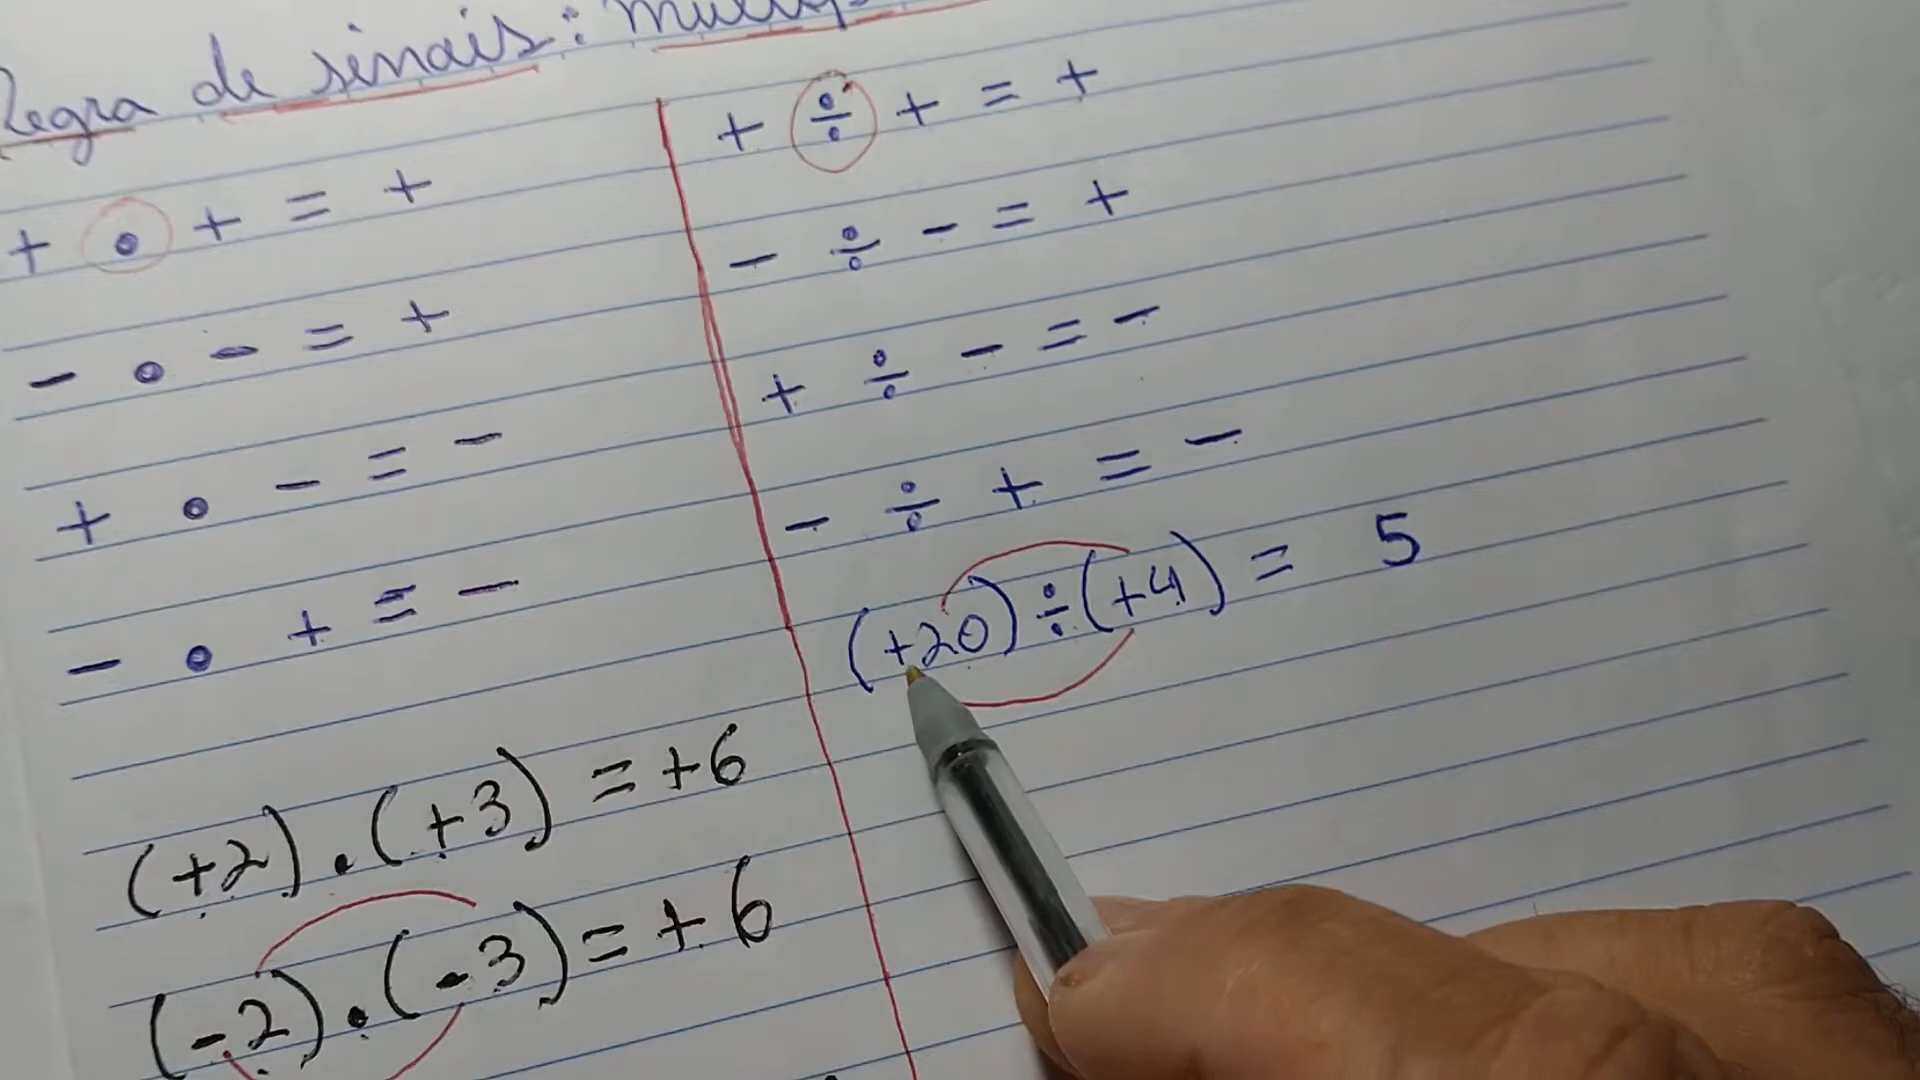 Regra de sinais:
+ • + = +
- • - = +
+ • - = -
- • + = -
(+2).(+3) = +6
(-2).(-3) = +6
+ ÷ + = +
- ÷ - = +
+ ÷ - = -
- ÷ + = -
(+20) ÷ (+4) = 5